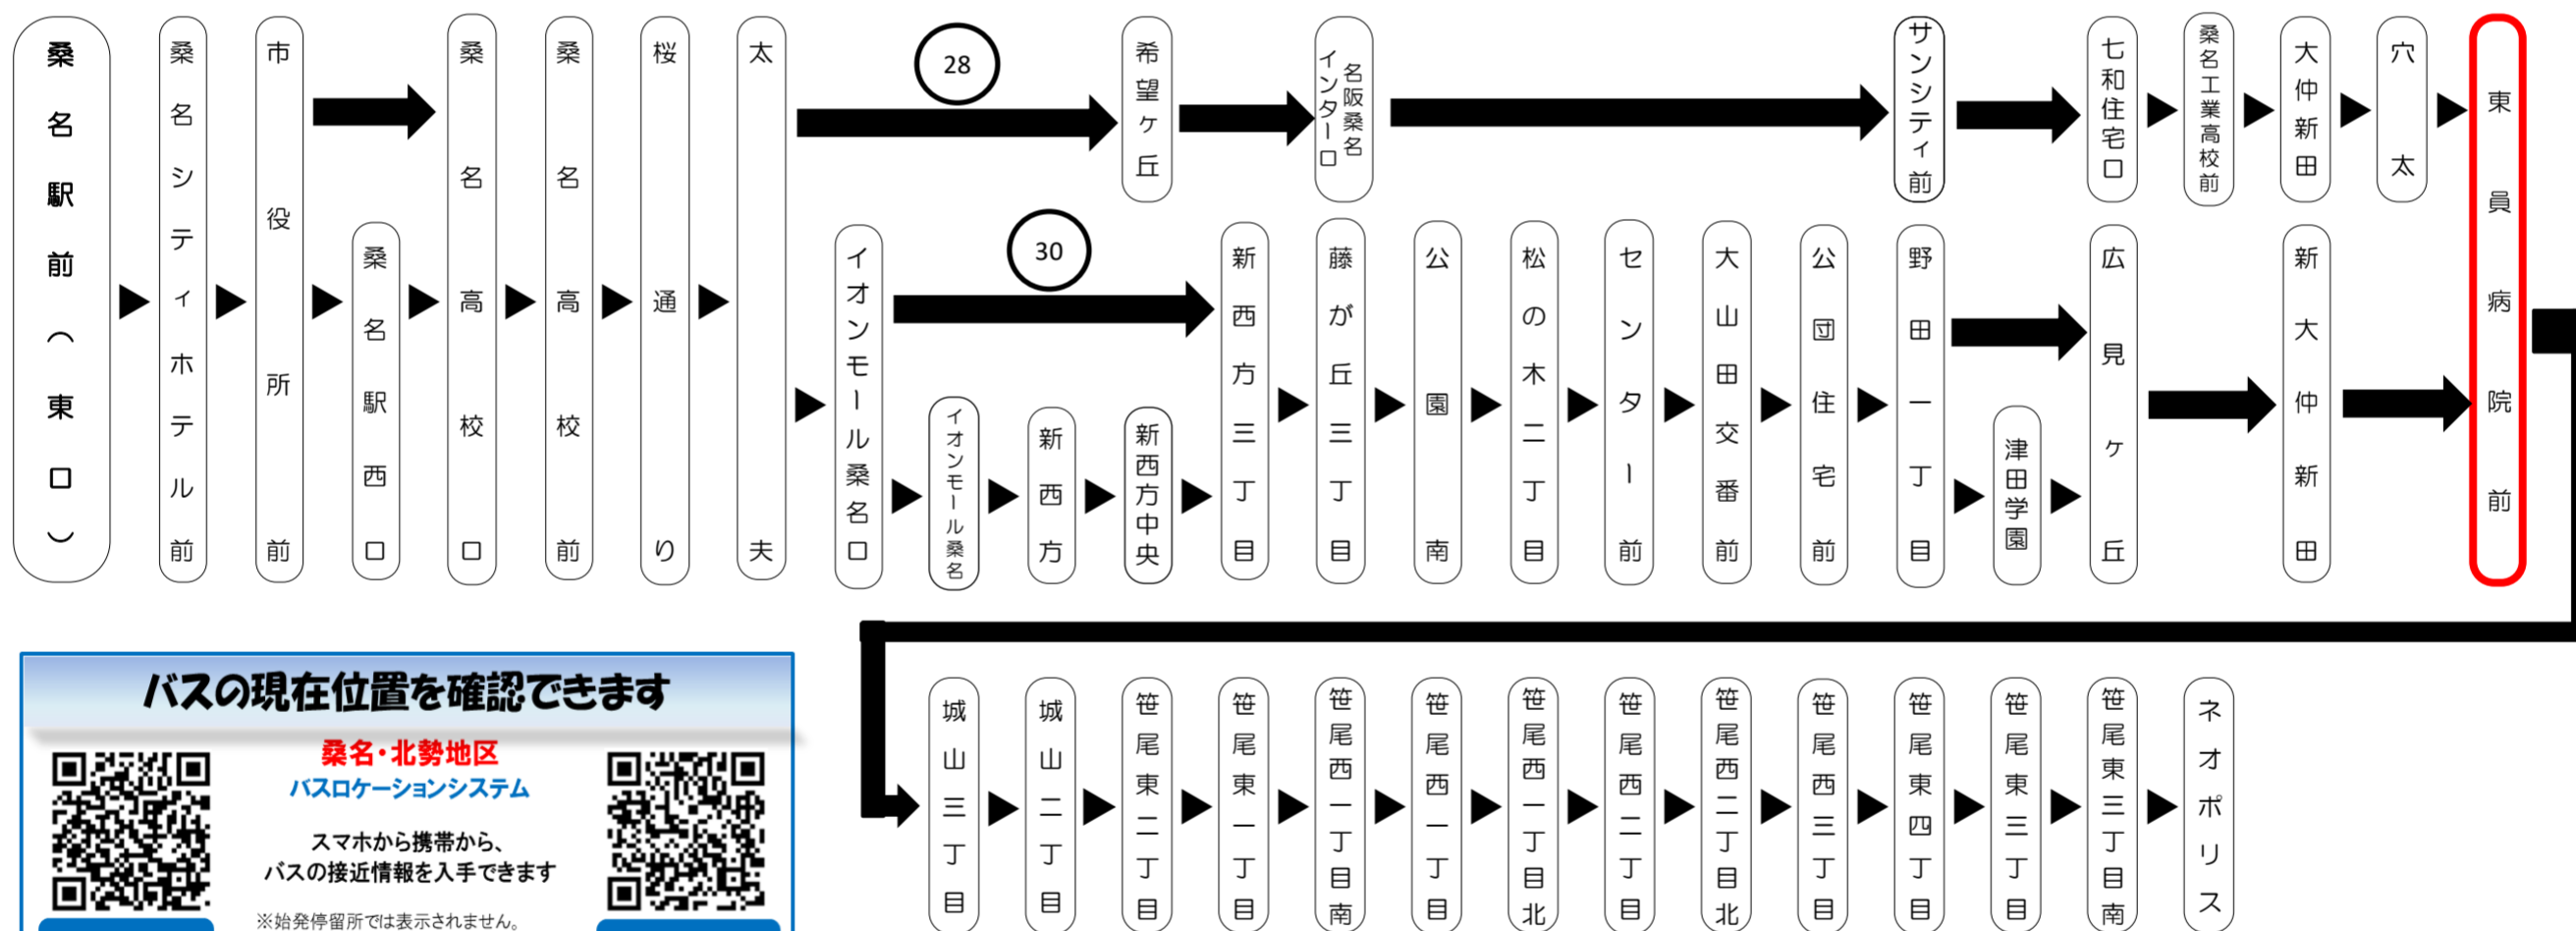 桑名駅前(東口)
桑名シティホテル前
市役所前
桑名駅西口
桑名高校口
桑名高校前
桜通り
太夫
28
希望ケ丘
名阪桑名
インター口
サンシティ前
七和住宅口
桑名工業高校前
大仲新田
穴太
東員病院前
イオンモール桑名口
30
イオンモール桑名
新西方
新西方中央
新西方三丁目
藤が丘三丁目
公園南
松の木二丁目
センター前
大山田交番前
公団住宅前
野田一丁目
津田学園
広見ケ丘
新大仲新田
城山三丁目
城山二丁目
笹尾東二丁目
笹尾東一丁目
笹尾西一丁目南
笹尾西一丁目
笹尾西一丁目北
笹尾西二丁目
笹尾西二丁目北
笹尾西三丁目
笹尾東四丁目
笹尾東三丁目
笹尾東三丁目南
ネオポリス
バスの現在位置を確認できます
桑名・北勢地区
バスロケーションシステム
スマホから携帯から、
バスの接近情報を入手できます
※始発停留所では表示されません。